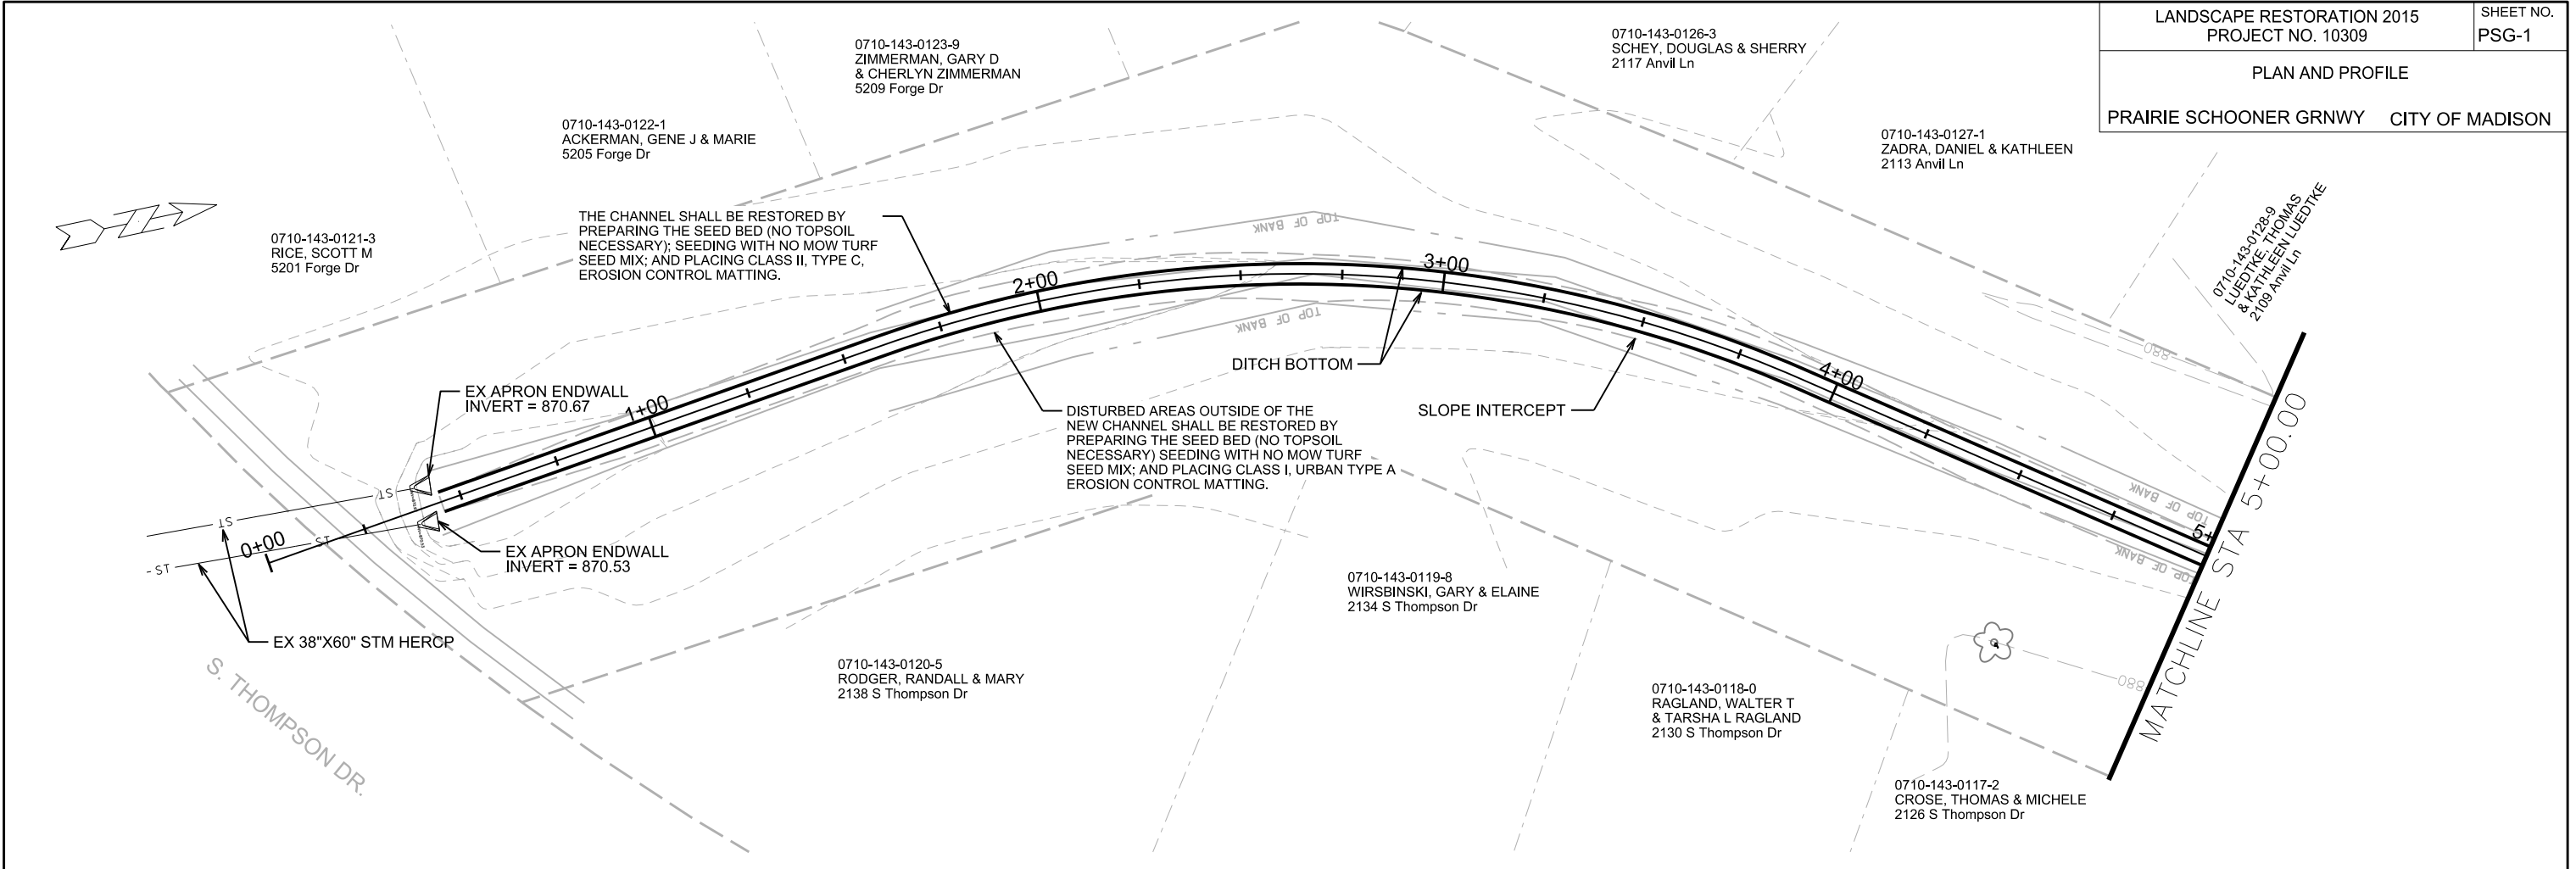 LANDSCAPE RESTORATION 2015
PROJECT NO. 10309
SHEET NO.
PSG-1
PLAN AND PROFILE
PRAIRIE SCHOONER GRNWY CITY OF MADISON
0710-143-0123-9
ZIMMERMAN, GARY D
& CHERLYN ZIMMERMAN
5209 Forge Dr
0710-143-0126-3
SCHEY, DOUGLAS & SHERRY
2117 Anvil Ln
0710-143-0122-1
ACKERMAN, GENE J & MARIE
5205 Forge Dr
0710-143-0127-1
ZADRA, DANIEL & KATHLEEN
2113 Anvil Ln
0710-143-0128-9
LUEDTKE, THOMAS
& KATHLEEN LUEDTKE
2109 Anvil Ln
0710-143-0121-3
RICE, SCOTT M
5201 Forge Dr
THE CHANNEL SHALL BE RESTORED BY
PREPARING THE SEED BED (NO TOPSOIL
NECESSARY); SEEDING WITH NO MOW TURF
SEED MIX; AND PLACING CLASS II, TYPE C,
EROSION CONTROL MATTING.
TOP OF BANK
TOP OF BANK
2+00
3+00
880
DITCH BOTTOM
4+00
EX APRON ENDWALL
INVERT = 870.67
1+00
DISTURBED AREAS OUTSIDE OF THE
NEW CHANNEL SHALL BE RESTORED BY
PREPARING THE SEED BED (NO TOPSOIL
NECESSARY) SEEDING WITH NO MOW TURF
SEED MIX; AND PLACING CLASS I, URBAN TYPE A
EROSION CONTROL MATTING.
SLOPE INTERCEPT
TOP OF BANK
TOP OF BANK
5+
MATCHLINE STA 5+00.00
ST
ST
ST
ST
0+00
EX APRON ENDWALL
INVERT = 870.53
EX 38"X60" STM HERCP
S. THOMPSON DR.
0710-143-0119-8
WIRSBINSKI, GARY & ELAINE
2134 S Thompson Dr
0710-143-0120-5
RODGER, RANDALL & MARY
2138 S Thompson Dr
0710-143-0118-0
RAGLAND, WALTER T
& TARSHA L RAGLAND
2130 S Thompson Dr
880
0710-143-0117-2
CROSE, THOMAS & MICHELE
2126 S Thompson Dr